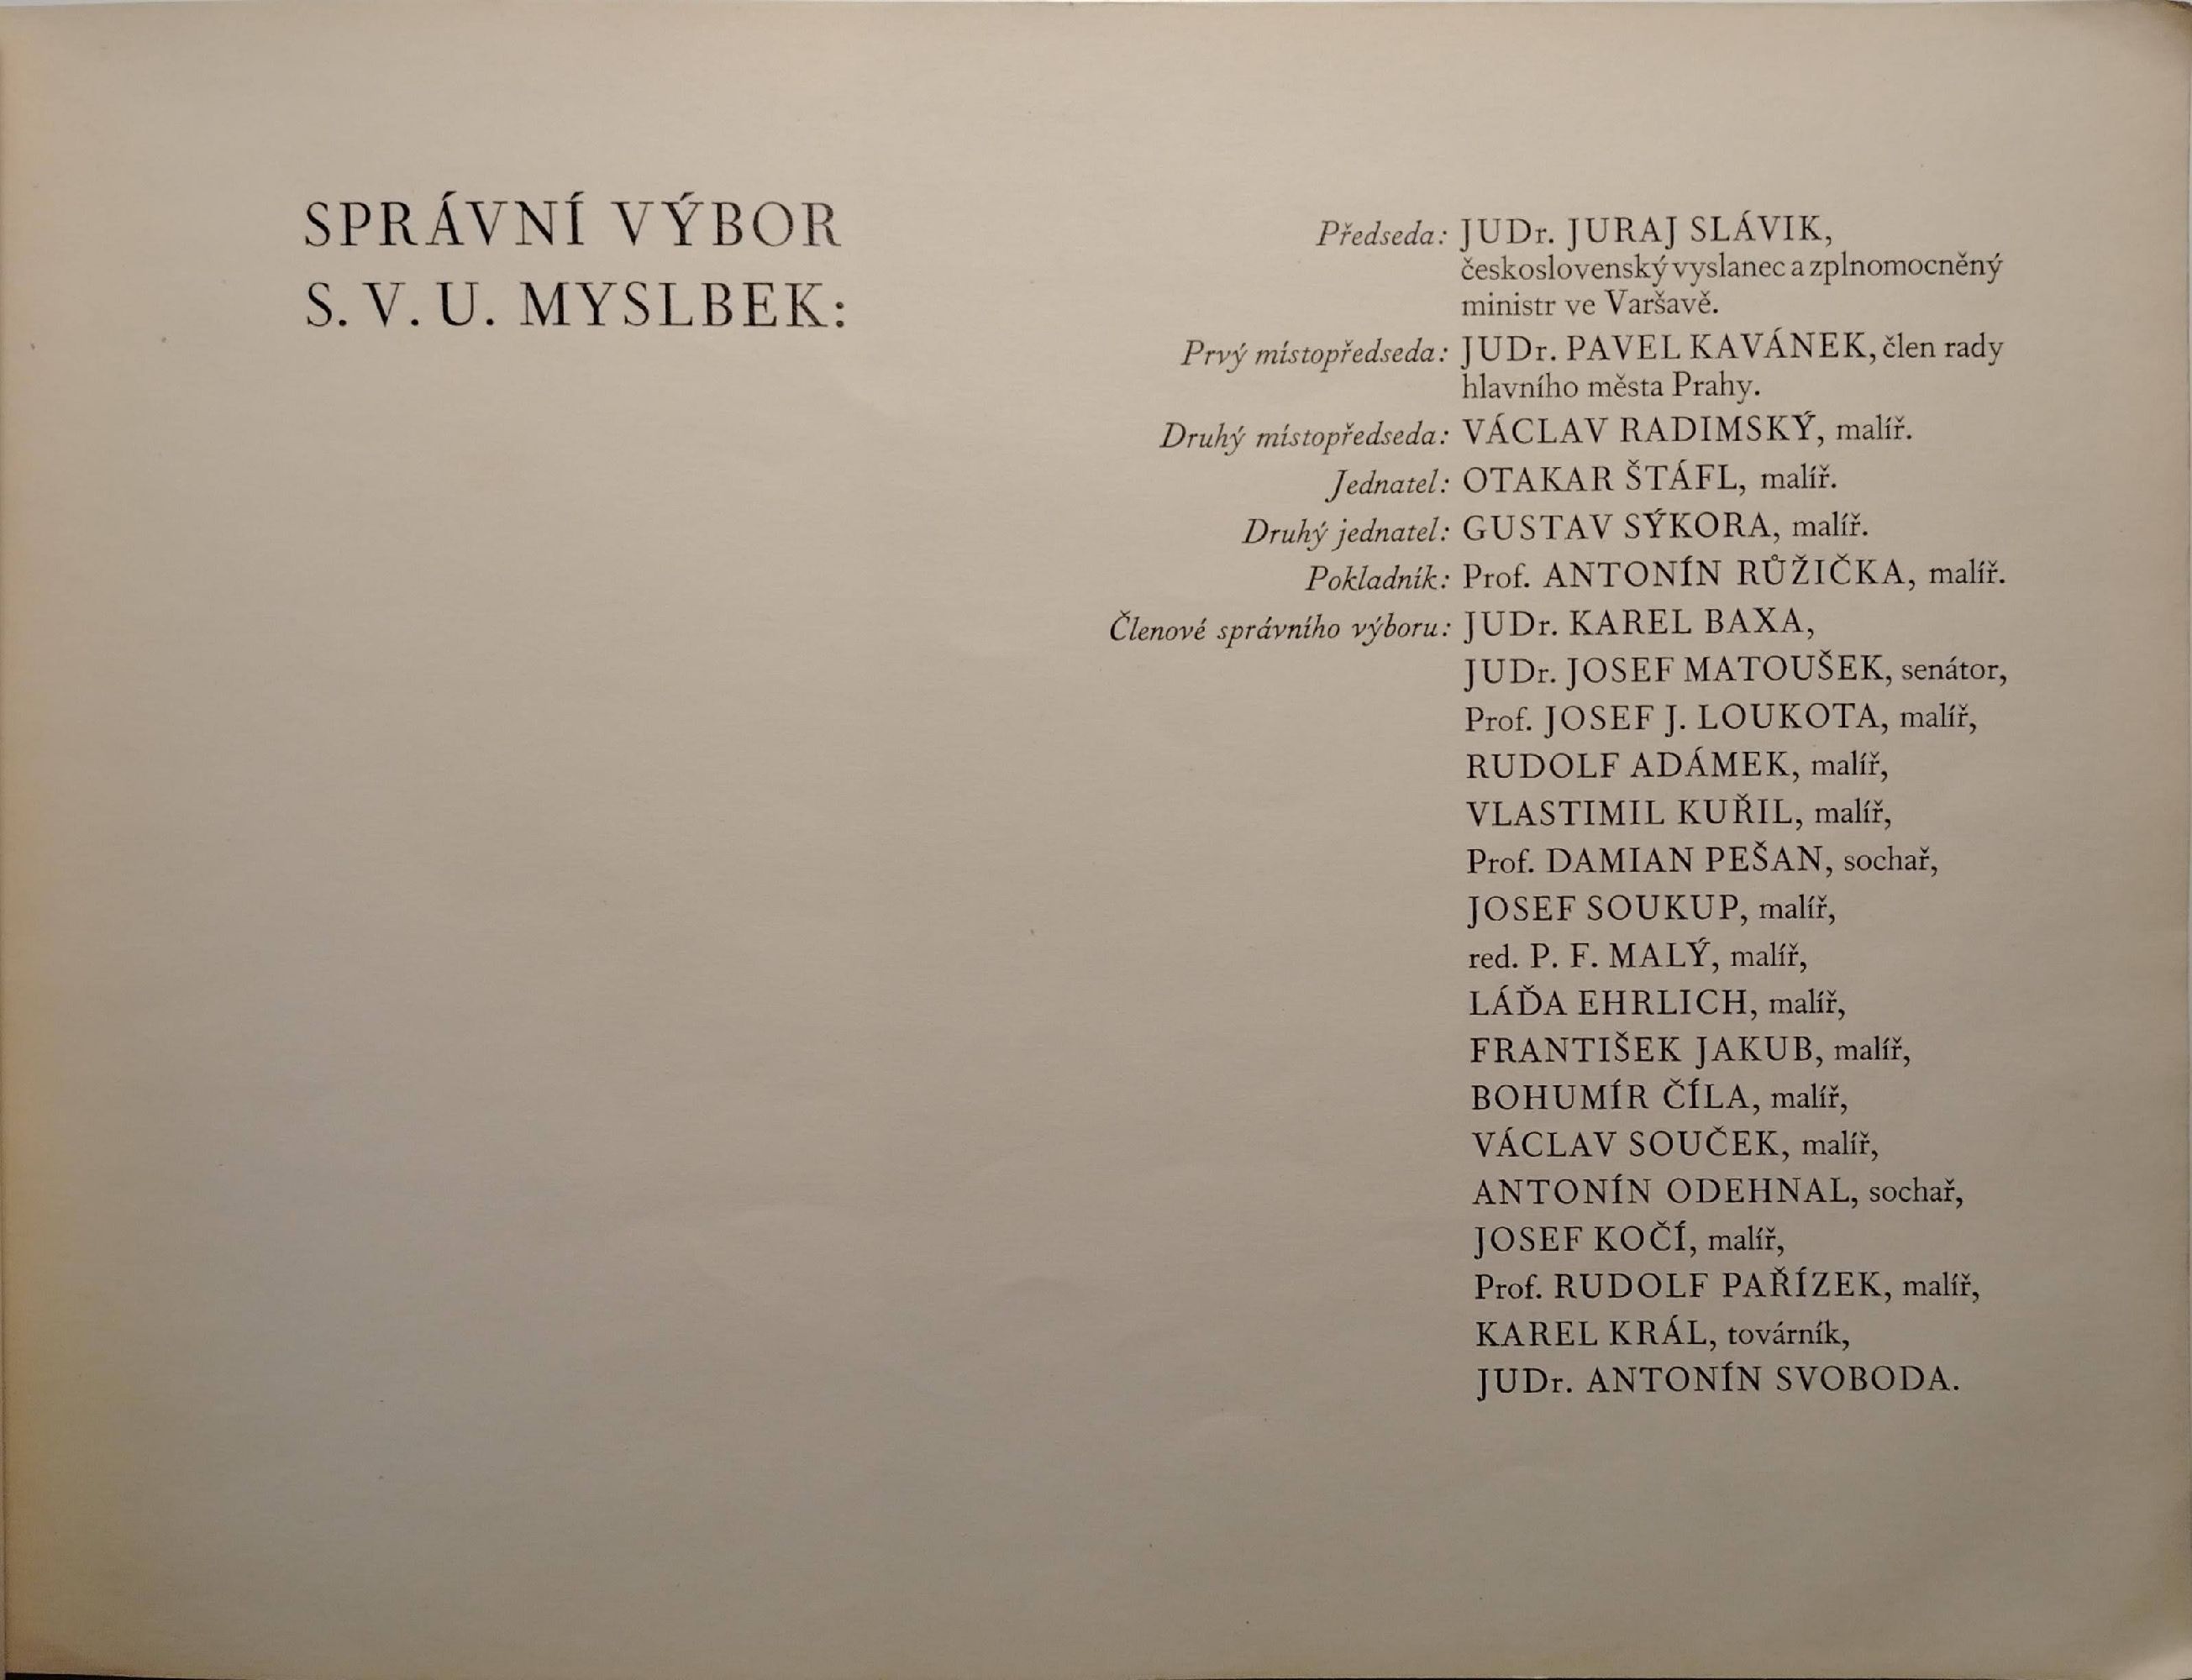 SPRÁVNÍ VÝBOR
S. V. U. MYSLBEK:
Předseda: JUDr. JURAJ SLÁVIK,
československý vyslanec a zplnomocněný
ministr ve Varšavě.
Prvý místopředseda: JUDr. PAVEL KAVÁNEK, člen rady
hlavního města Prahy.
Druhý místopředseda: VÁCLAV RADIMSKÝ, malíř.
Jednatel: OTAKAR ŠTÁFL, malíř.
Druhý jednatel: GUSTAV SÝKORA, malíř.
Pokladník: Prof. ANTONÍN RŮŽIČKA, malíř.
Členové správního výboru: JUDr. KAREL BAXA,
JUDr. JOSEF MATOUŠEK, senátor,
Prof. JOSEF J. LOUKOTA, malíř,
RUDOLF ADÁMEK, malíř,
VLASTIMIL KUŘIL, malíř,
Prof. DAMIAN PEŠAN, sochař,
JOSEF SOUKUP, malíř,
red. P. F. MALÝ, malíř,
LÁĎA EHRLICH, malíř,
FRANTIŠEK JAKUB, malíř,
BOHUMÍR ČÍLA, malíř,
VÁCLAV SOUČEK, malíř,
ANTONÍN ODEHNAL, sochař,
JOSEF KOČÍ, malíř,
Prof. RUDOLF PAŘÍZEK, malíř,
KAREL KRÁL, továrník,
JUDr. ANTONÍN SVOBODA.